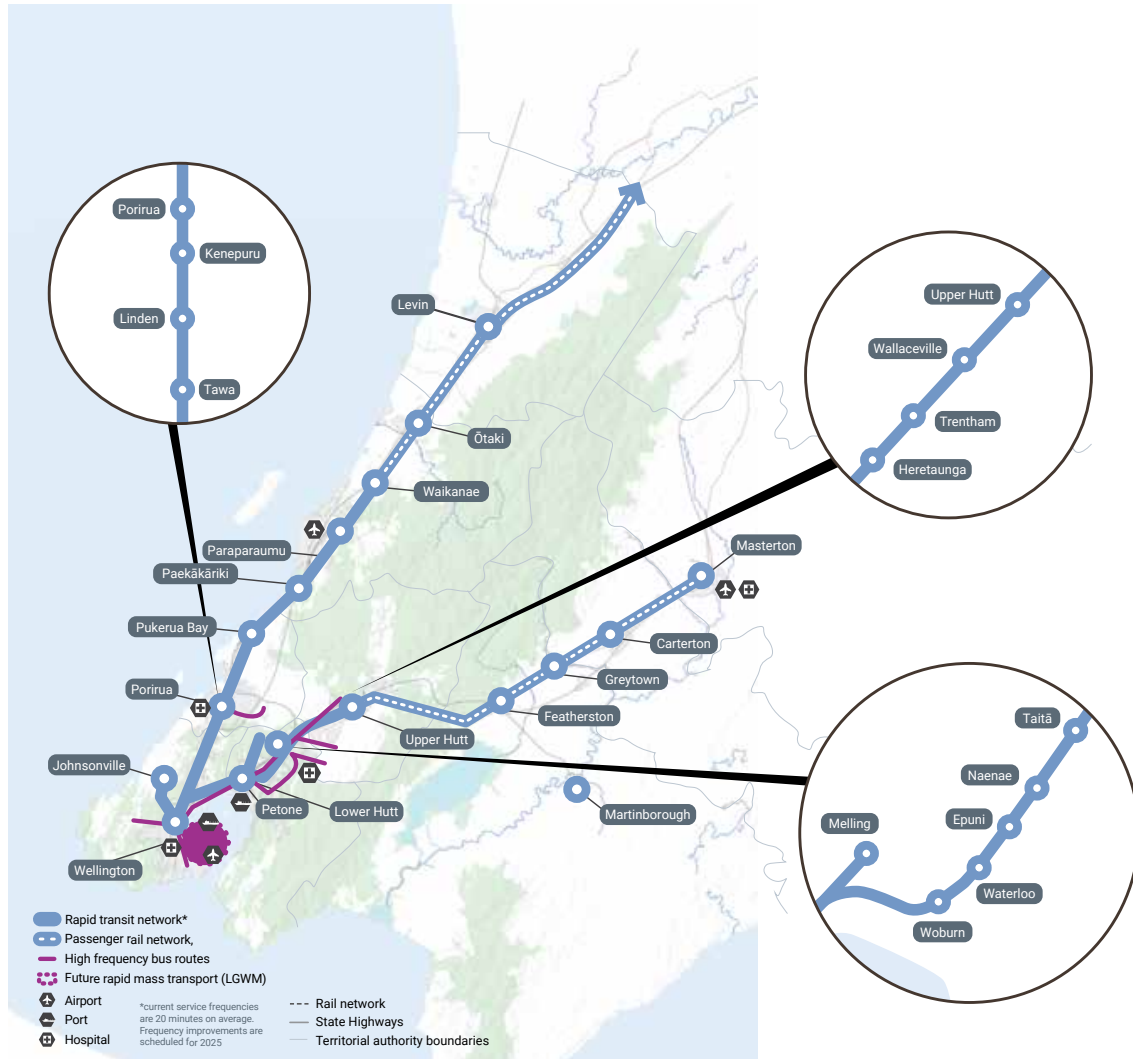 Porirua
Kenepuru
Linden
Tawa
Levin
Ōtaki
Waikanae
Paraparaumu
Paekākāriki
Pukerua Bay
Porirua
Johnsonville
Wellington
Petone
Lower Hutt
Upper Hutt
Featherston
Greytown
Carterton
Masterton
Martinborough
Upper Hutt
Wallaceville
Trentham
Heretaunga
Taitā
Naenae
Epuni
Melling
Waterloo
Woburn
Rapid transit network*
Passenger rail network,
High frequency bus routes
Future rapid mass transport (LGWM)
Airport
Port
Hospital
*current service frequencies
are 20 minutes on average.
Frequency improvements are
scheduled for 2025
Rail network
State Highways
Territorial authority boundaries